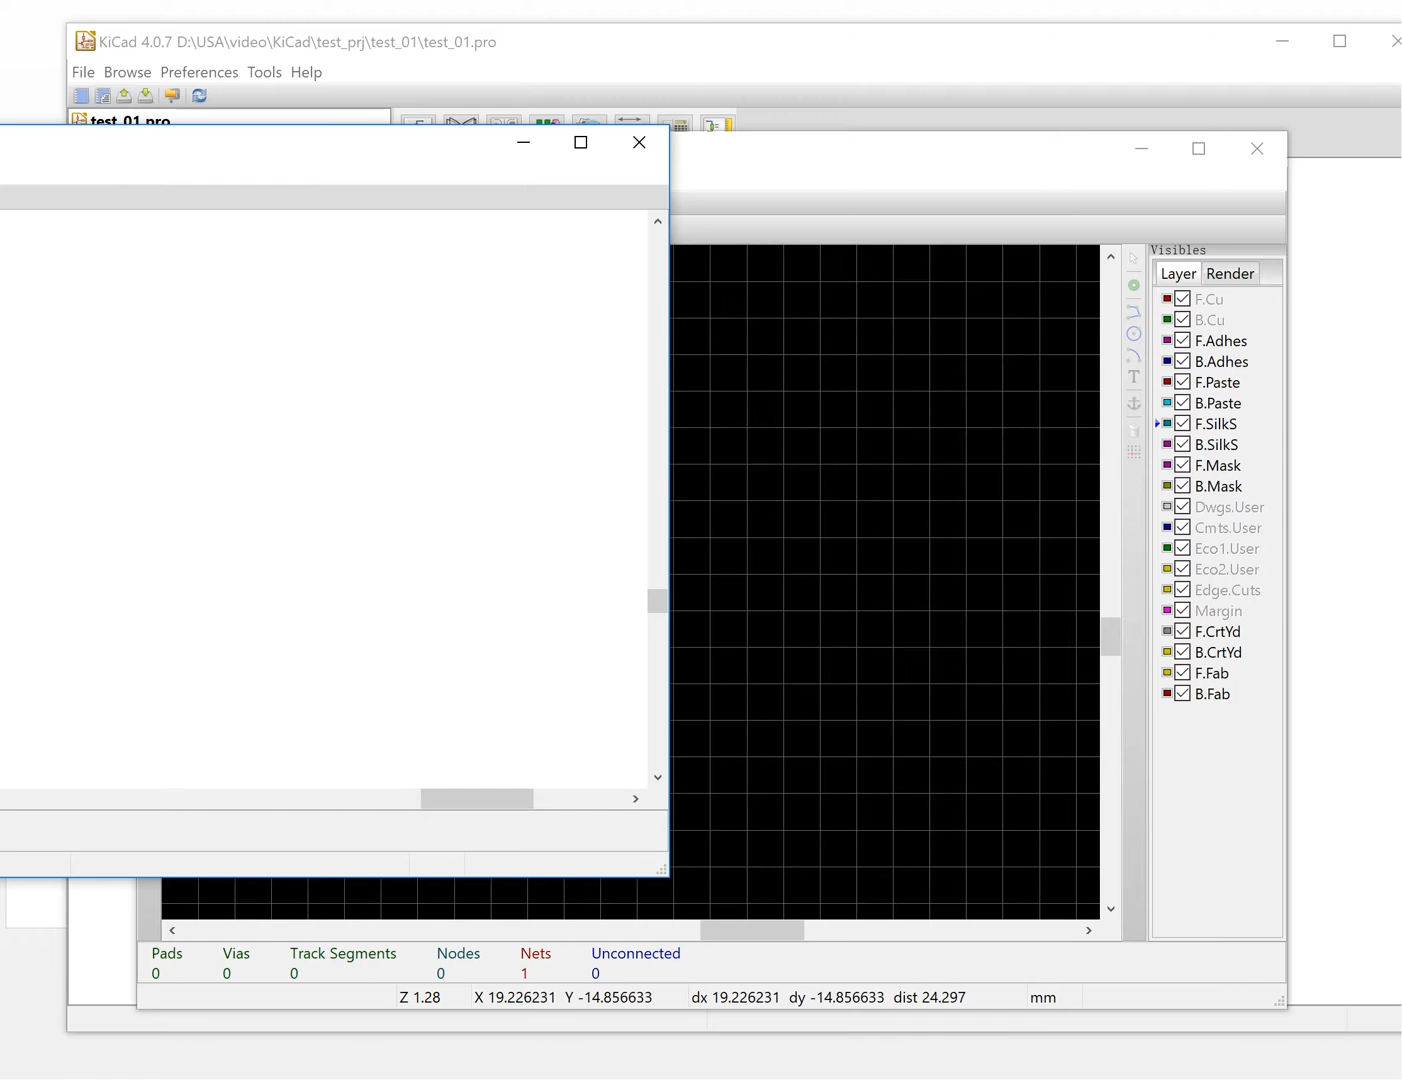 KiCad 4.0.7 D:\USA\video\KiCad\test_prj\test_01\test_01.pro
File Browse Preferences Tools Help
test_01.pro
Visibles
Layer Render
F.Cu
B.Cu
F.Adhes
B.Adhes
F.Paste
B.Paste
F.SilkS
B.SilkS
F.Mask
B.Mask
Dwgs.User
Cmts.User
Eco1.User
Eco2.User
Edge.Cuts
Margin
F.CrtYd
B.CrtYd
F.Fab
B.Fab
Pads Vias Track Segments Nodes Nets Unconnected
0 0 0 0 1 0
Z 1.28 X 19.226231 Y -14.856633 dx 19.226231 dy -14.856633 dist 24.297 mm